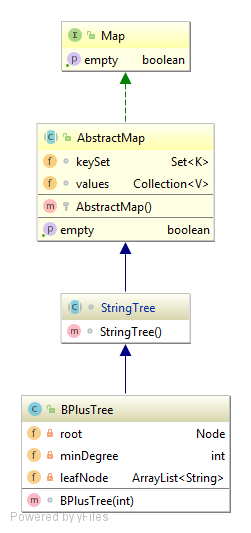 Map
empty boolean
AbstractMap
keySet Set<K>
values Collection<V>
AbstractMap()
empty boolean
StringTree
StringTree()
BPlusTree
root Node
minDegree int
leafNode ArrayList<String>
BPlusTree(int)
Powered by yFiles